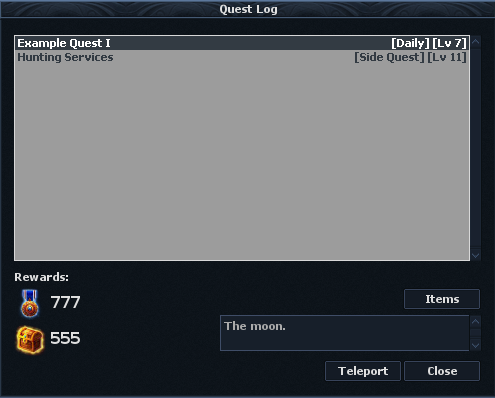 Quest Log
Example Quest I [Daily] [Lv 7]
Hunting Services [Side Quest] [Lv 11]
Rewards:
777
Items
555
The moon.
Teleport Close